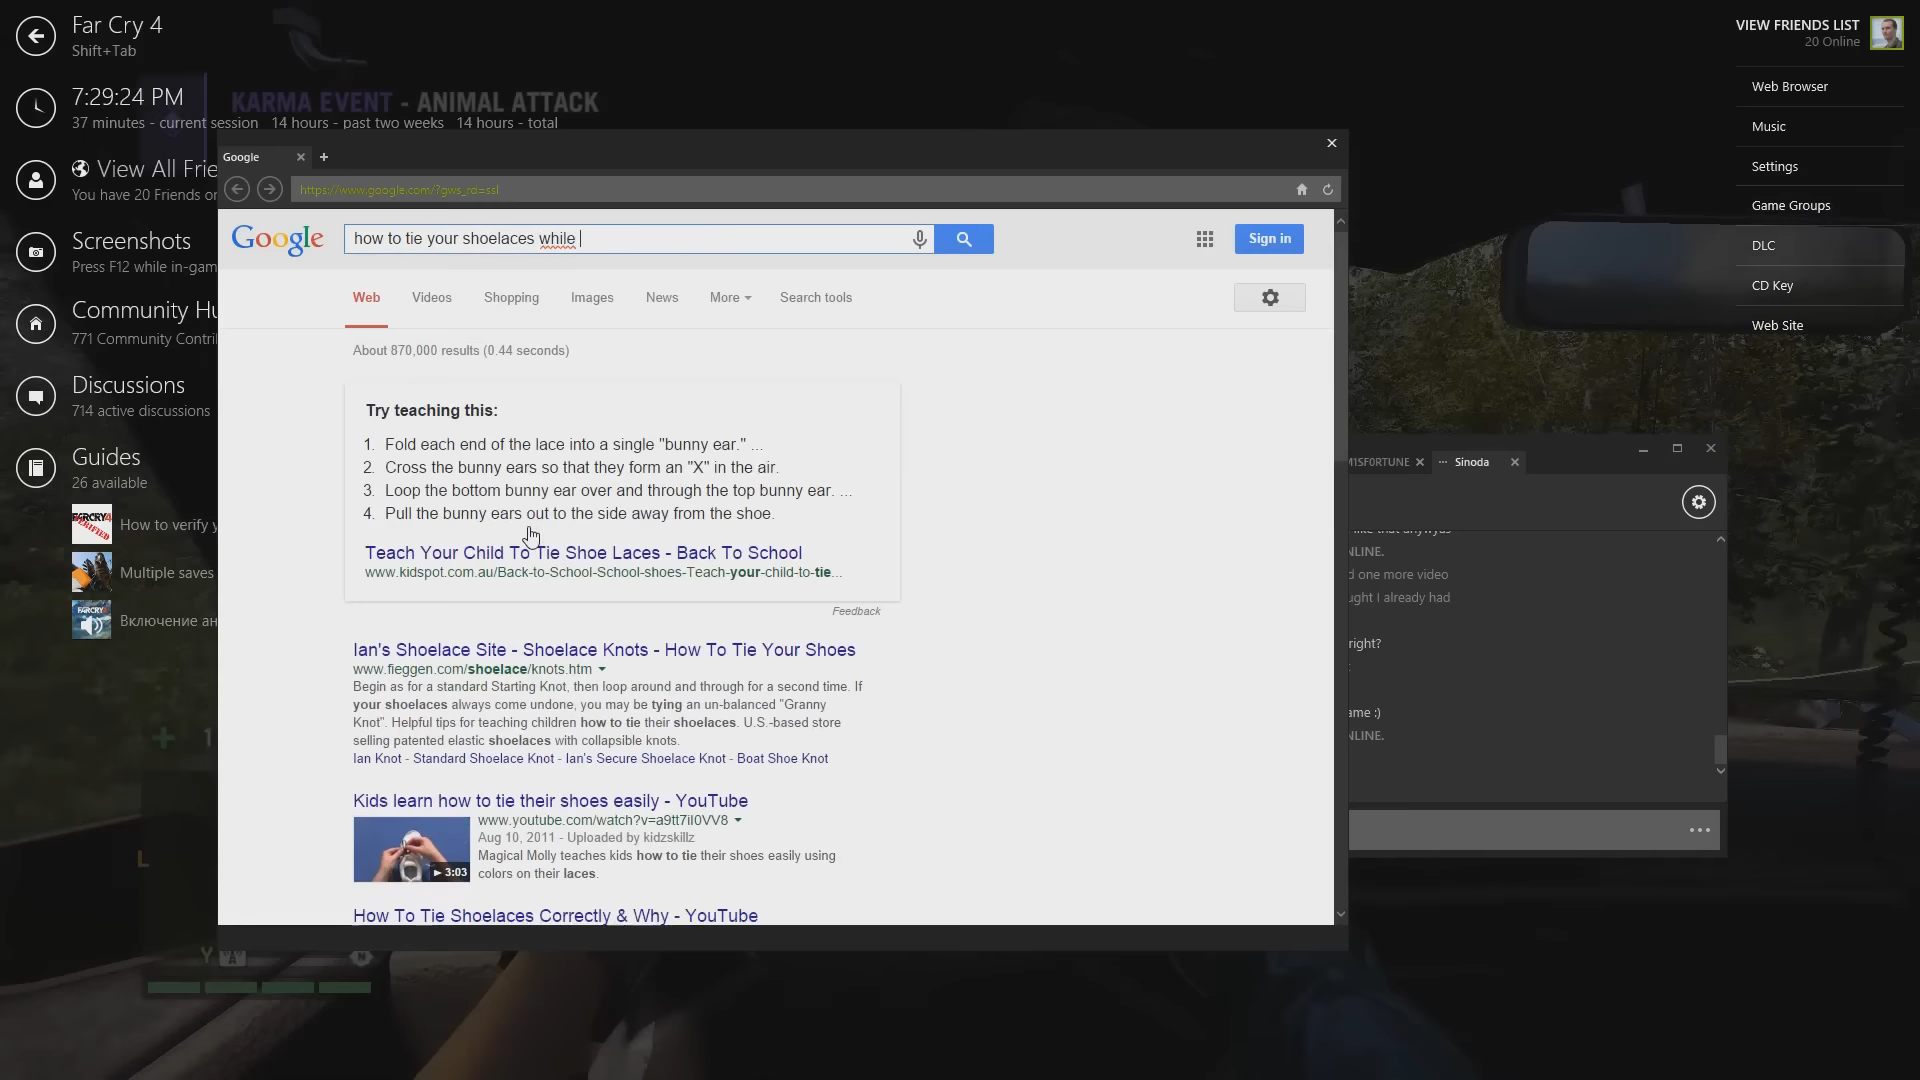 Far Cry 4
Shift+Tab
7:29:24 PM
37 minutes - current session 14 hours - past two weeks 14 hours - total
KARMA EVENT - ANIMAL ATTACK
View All Frie
You have 20 Friends or
Screenshots
Press F12 while in-gam
Community Hu
771 Community Contril
Discussions
714 active discussions
Guides
26 available
FARCRY4
VERIFIED
How to verify y
Multiple saves
FARCRY4
Включение ан
VIEW FRIENDS LIST
20 Online
Web Browser
Music
Settings
Game Groups
DLC
CD Key
Web Site
Google
https://www.google.com/?gws_rd=ssl
Google
how to tie your shoelaces while
Sign in
Web Videos Shopping Images News More Search tools
About 870,000 results (0.44 seconds)
Try teaching this:
1. Fold each end of the lace into a single "bunny ear." ...
2. Cross the bunny ears so that they form an "X" in the air.
3. Loop the bottom bunny ear over and through the top bunny ear. ...
4. Pull the bunny ears out to the side away from the shoe.
Teach Your Child To Tie Shoe Laces - Back To School
www.kidspot.com.au/Back-to-School-School-shoes-Teach-your-child-to-tie...
Feedback
Ian's Shoelace Site - Shoelace Knots - How To Tie Your Shoes
www.fieggen.com/shoelace/knots.htm
Begin as for a standard Starting Knot, then loop around and through for a second time. If
your shoelaces always come undone, you may be tying an un-balanced "Granny
Knot". Helpful tips for teaching children how to tie their shoelaces. U.S.-based store
selling patented elastic shoelaces with collapsible knots.
Ian Knot - Standard Shoelace Knot - Ian's Secure Shoelace Knot - Boat Shoe Knot
Kids learn how to tie their shoes easily - YouTube
www.youtube.com/watch?v=a9tt7iI0VV8
Aug 10, 2011 - Uploaded by kidzskillz
Magical Molly teaches kids how to tie their shoes easily using
colors on their laces.
3:03
How To Tie Shoelaces Correctly & Why - YouTube
M1SF0RTUNE
Sinoda
like that anywyas
NLINE.
d one more video
ught I already had
right?
ame :)
NLINE.
L
Y
A
N
1